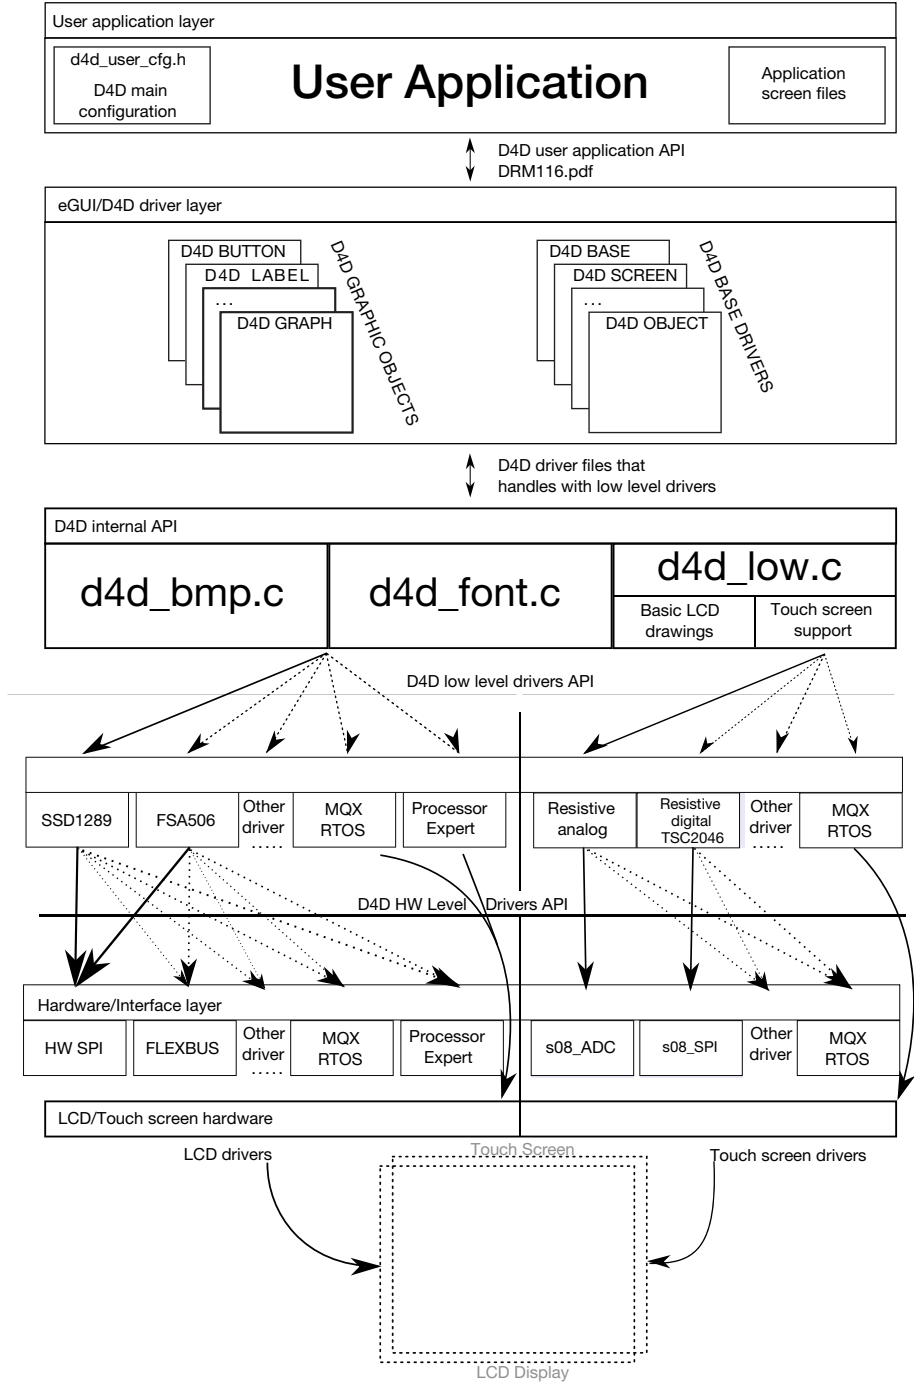 User application layer
d4d_user_cfg.h
D4D main
configuration
User Application
Application
screen files
D4D user application API
DRM116.pdf
eGUI/D4D driver layer
D4D BUTTON
D4D LABEL
...
D4D GRAPH
D4D GRAPHIC OBJECTS
D4D BASE
D4D SCREEN
...
D4D OBJECT
D4D BASE DRIVERS
D4D driver files that
handles with low level drivers
D4D internal API
d4d_bmp.c
d4d_font.c
d4d_low.c
Basic LCD
drawings
Touch screen
support
D4D low level drivers API
SSD1289
FSA506
Other
driver
.....
MQX
RTOS
Processor
Expert
Resistive
analog
Resistive
digital
TSC2046
Other
driver
.....
MQX
RTOS
D4D HW Level Drivers API
Hardware/Interface layer
HW SPI
FLEXBUS
Other
driver
.....
MQX
RTOS
Processor
Expert
s08_ADC
s08_SPI
Other
driver
.....
MQX
RTOS
LCD/Touch screen hardware
LCD drivers
Touch Screen
Touch screen drivers
LCD Display